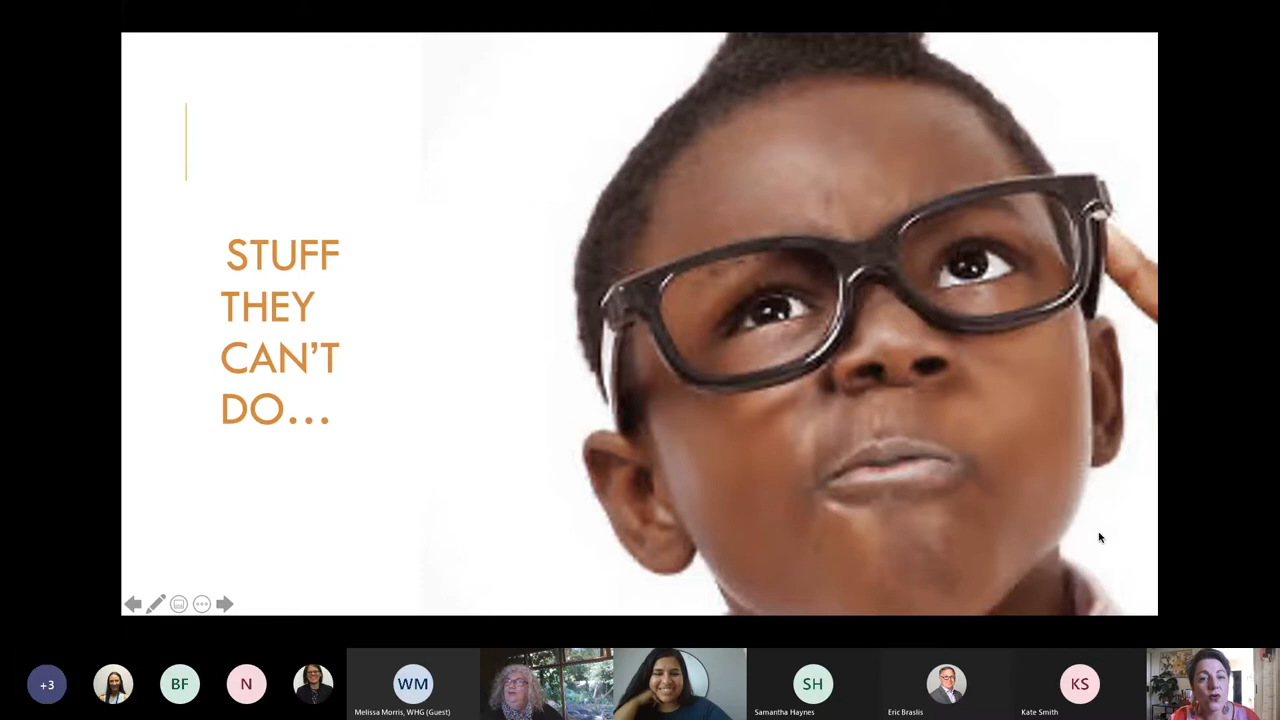 STUFF
THEY
CAN'T
DO...
+3
BF
N
WM
Melissa Morris, WHG (Guest)
SH
Samantha Haynes
Eric Braslis
KS
Kate Smith